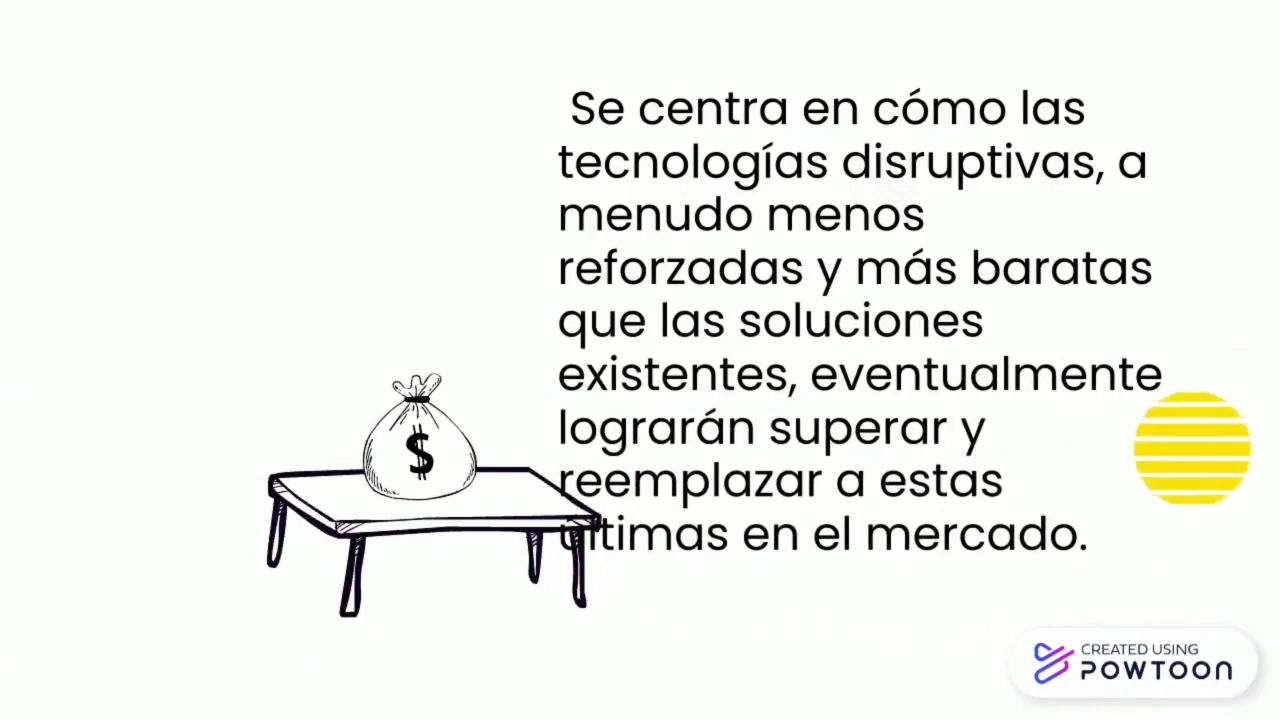 Se centra en cómo las
tecnologías disruptivas, a
menudo menos
reforzadas y más baratas
que las soluciones
existentes, eventualmente
lograrán superar y
reemplazar a estas
últimas en el mercado.
$
CREATED USING
POWTOON